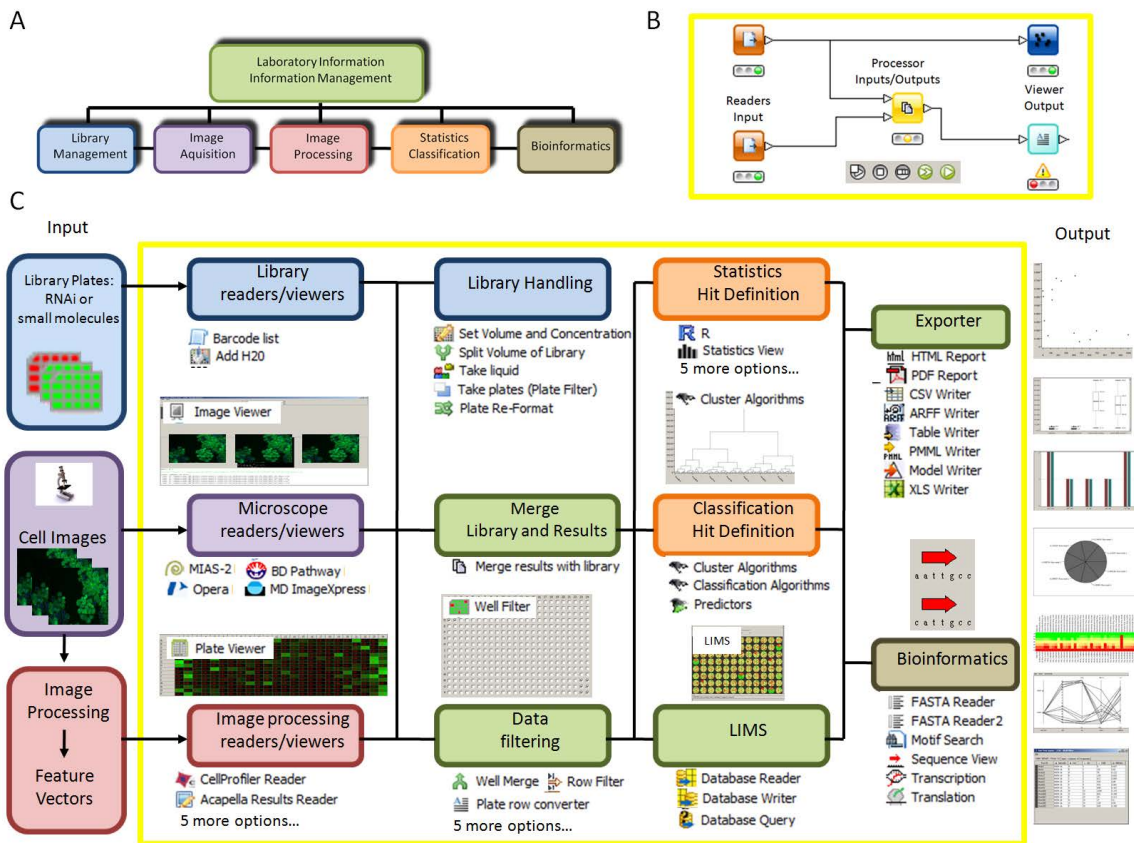 A
Laboratory Information
Information Management
Library
Management
Image
Aquisition
Image
Processing
Statistics
Classification
Bioinformatics
B
Processor
Inputs/Outputs
Readers
Input
Viewer
Output
C
Input
Output
Library Plates:
RNAi or
small molecules
Library
readers/viewers
Barcode list
Add H20
Image Viewer
Library Handling
Set Volume and Concentration
Split Volume of Library
Take liquid
Take plates (Plate Filter)
Plate Re-Format
Statistics
Hit Definition
R
Statistics View
5 more options...
Cluster Algorithms
Exporter
html HTML Report
PDF Report
CSV Writer
ARFF ARFF Writer
Table Writer
PMML PMML Writer
Model Writer
XLS Writer
Cell Images
Microscope
readers/viewers
MIAS-2 BD Pathway
Opera MD ImageXpress
Plate Viewer
Merge
Library and Results
Merge results with library
Well Filter
Classification
Hit Definition
Cluster Algorithms
Classification Algorithms
Predictors
LIMS
aattgcc
cattgcc
Image
Processing
Feature
Vectors
Image processing
readers/viewers
CellProfiler Reader
Acapella Results Reader
5 more options...
Data
filtering
Well Merge Row Filter
Plate row converter
5 more options...
LIMS
Database Reader
Database Writer
Database Query
Bioinformatics
FASTA Reader
FASTA Reader2
Motif Search
Sequence View
Transcription
Translation